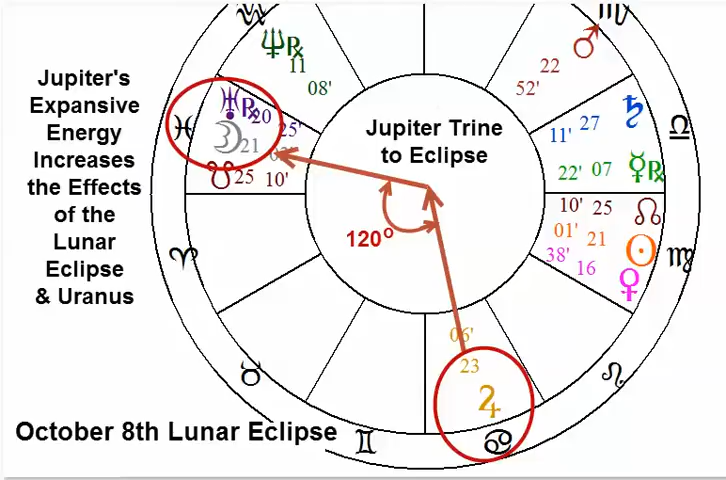 Jupiter's
Expansive
Energy
Increases
the Effects
of the
Lunar
Eclipse
& Uranus
Jupiter Trine
to Eclipse
120°
October 8th Lunar Eclipse
♆℞
11
08'
♅℞20
25'
☽21
☋25 10'
♂
22
52'
♄
11' 27
22' 07 ☿℞
10' 25 ☊
01' 21 ☉
38' 16 ♀
06'
23
♃
♒
♓
♈
♉
♊
♋
♌
♍
♎
♏